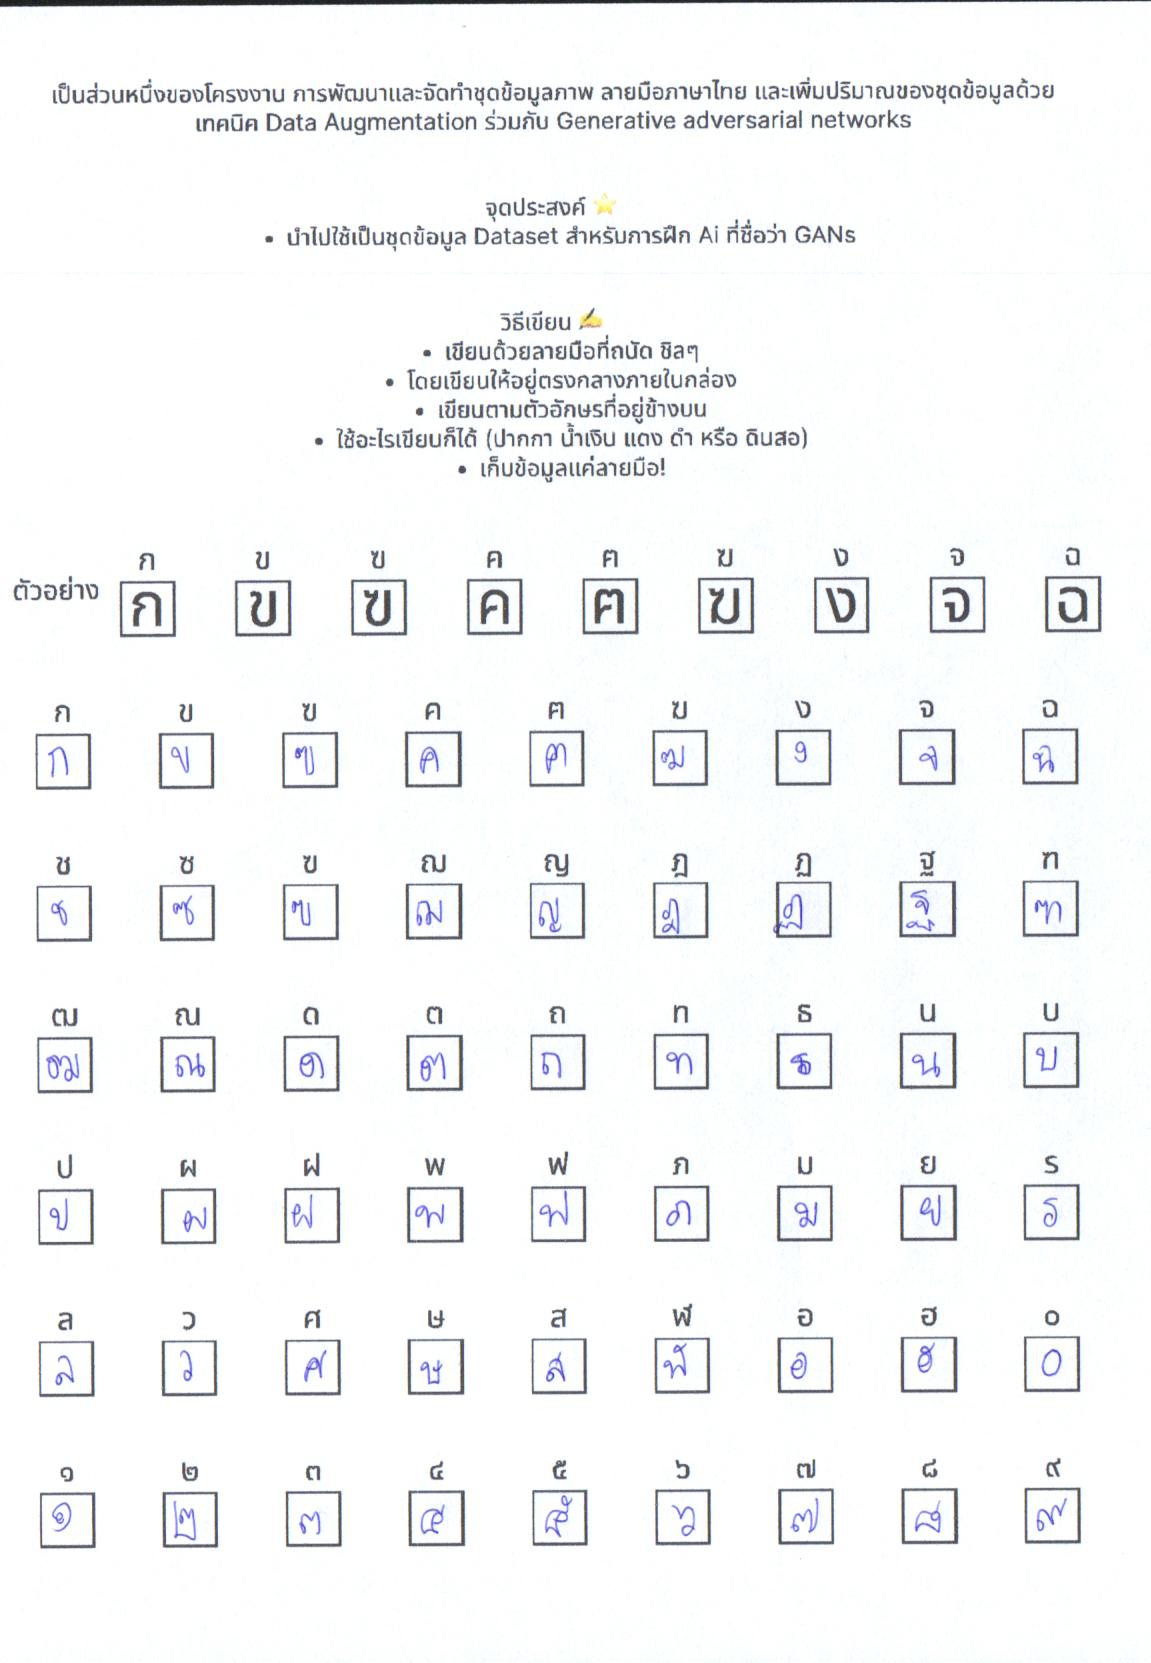 เป็นส่วนหนึ่งของโครงงาน การพัฒนาและจัดทำชุดข้อมูลภาพ ลายมือภาษาไทย และเพิ่มปริมาณของชุดข้อมูลด้วย
เทคนิค Data Augmentation ร่วมกับ Generative adversarial networks
จุดประสงค์ ⭐
• นำไปใช้เป็นชุดข้อมูล Dataset สำหรับการฝึก Ai ที่ชื่อว่า GANs
วิธีเขียน ✍️
• เขียนด้วยลายมือที่ถนัด ชิลๆ
• โดยเขียนให้อยู่ตรงกลางภายในกล่อง
• เขียนตามตัวอักษรที่อยู่ข้างบน
• ใช้อะไรเขียนก็ได้ (ปากกา น้ำเงิน แดง ดำ หรือ ดินสอ)
• เก็บข้อมูลแค่ลายมือ!
ก ข ฃ ค ฅ ฆ ง จ ฉ
ตัวอย่าง ก ข ฃ ค ฅ ฆ ง จ ฉ
ก ข ฃ ค ฅ ฆ ง จ ฉ
ก ข ฃ ค ฅ ฆ ง จ ฉ
ช ซ ฃ ฌ ญ ฎ ฏ ฐ ฑ
ช ซ ฃ ฌ ญ ฎ ฏ ฐ ฑ
ฒ ณ ด ต ถ ท ธ น บ
ฒ ณ ด ต ถ ท ธ น บ
ป ผ ฝ พ ฟ ภ ม ย ร
ป ผ ฝ พ ฟ ภ ม ย ร
ล ว ศ ษ ส ฬ อ ฮ ๐
ล ว ศ ษ ส ฬ อ ฮ ๐
๑ ๒ ๓ ๔ ๕ ๖ ๗ ๘ ๙
๑ ๒ ๓ ๔ ๕ ๖ ๗ ๘ ๙